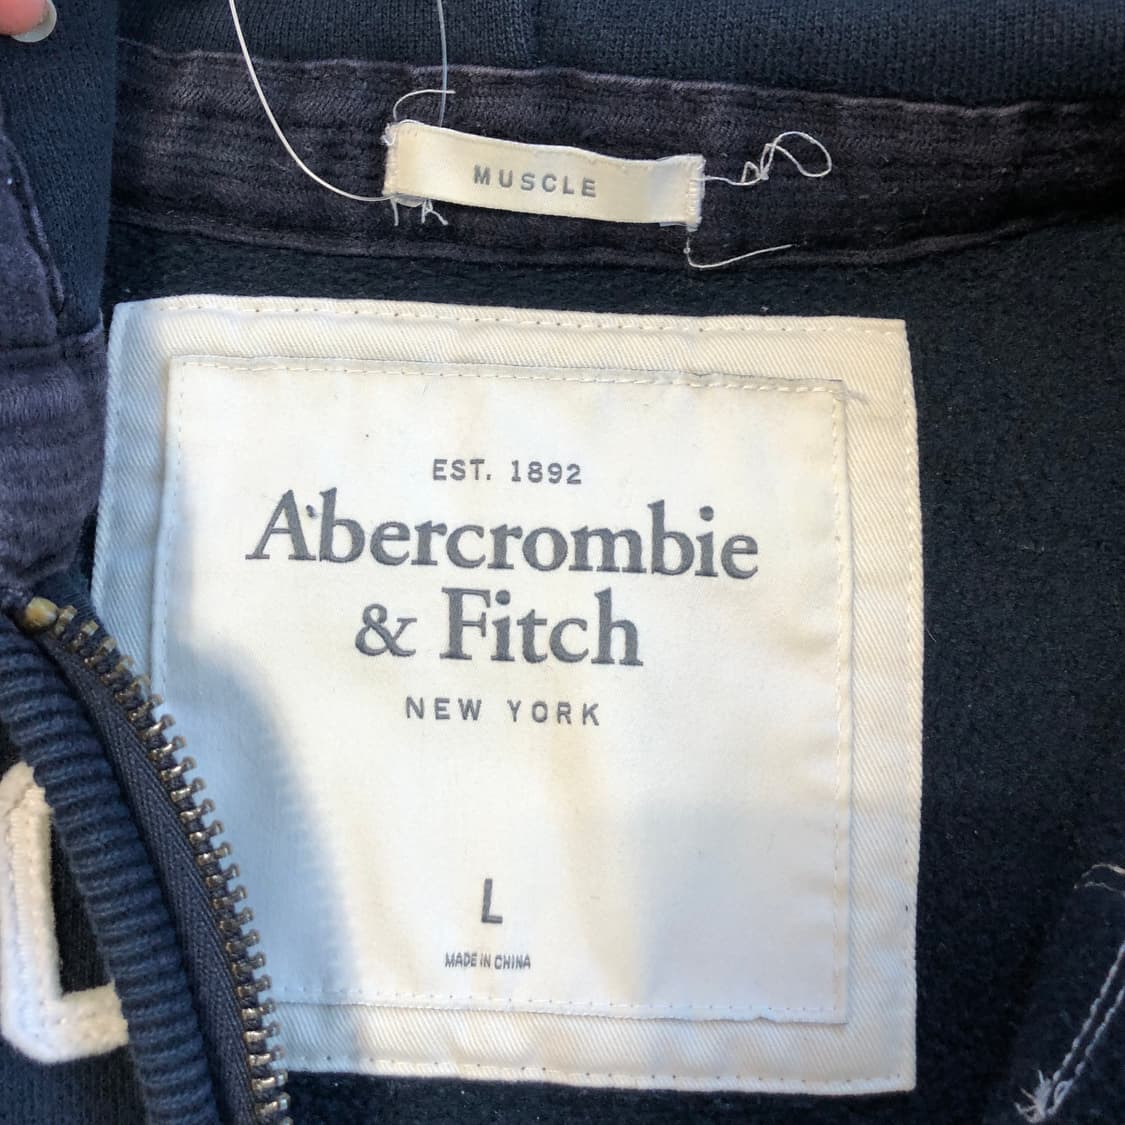 MUSCLE
EST. 1892
Abercrombie
& Fitch
NEW YORK
L
MADE IN CHINA